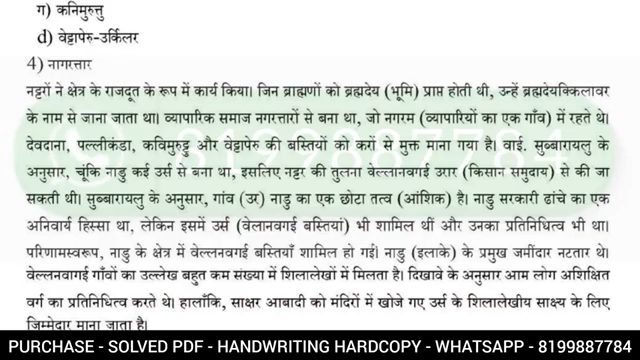 ग) कनिमुरुत्तु
d) वेट्टापेरु-उर्किलर
4) नागरत्तार
नट्टरों ने क्षेत्र के राजदूत के रूप में कार्य किया। जिन ब्राह्मणों को ब्रह्मदेय (भूमि) प्राप्त होती थी, उन्हें ब्रह्मदेयक्किलावर
के नाम से जाना जाता था। व्यापारिक समाज नगरत्तारों से बना था, जो नगरम (व्यापारियों का एक गाँव) में रहते थे।
देवदाना, पल्लीकंडा, कविमुरुट्टु और वेट्टापेरु की बस्तियों को करों से मुक्त माना गया है। वाई. सुब्बारायलु के
अनुसार, चूंकि नाडु कई उर्स से बना था, इसलिए नट्टर की तुलना वेल्लानवगई उरार (किसान समुदाय) से की जा
सकती थी। सुब्बारायलु के अनुसार, गांव (उर) नाडु का एक छोटा तत्व (आंशिक) है। नाडु सरकारी ढांचे का एक
अनिवार्य हिस्सा था, लेकिन इसमें उर्स (वेलानवगई बस्तियां) भी शामिल थीं और उनका प्रतिनिधित्व भी था।
परिणामस्वरूप, नाडु के क्षेत्र में वेल्लनवगई बस्तियाँ शामिल हो गईं। नाडु (इलाके) के प्रमुख जमींदार नटतार थे।
वेल्लनवागई गाँवों का उल्लेख बहुत कम संख्या में शिलालेखों में मिलता है। दिखावे के अनुसार आम लोग अशिक्षित
वर्ग का प्रतिनिधित्व करते थे। हालाँकि, साक्षर आबादी को मंदिरों में खोजे गए उर्स के शिलालेखीय साक्ष्य के लिए
जिम्मेदार माना जाता है।
8199887784
PURCHASE - SOLVED PDF - HANDWRITING HARDCOPY - WHATSAPP - 8199887784